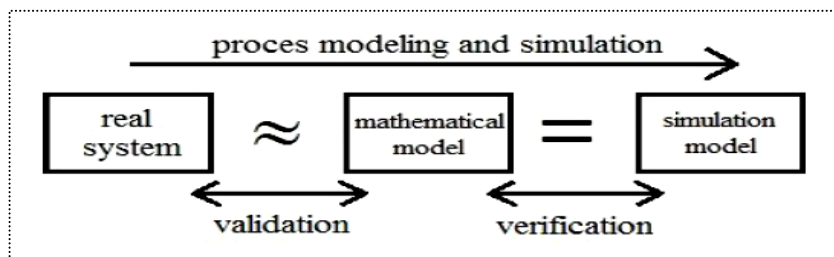 proces modeling and simulation
real
system
≈
mathematical
model
=
simulation
model
validation
verification